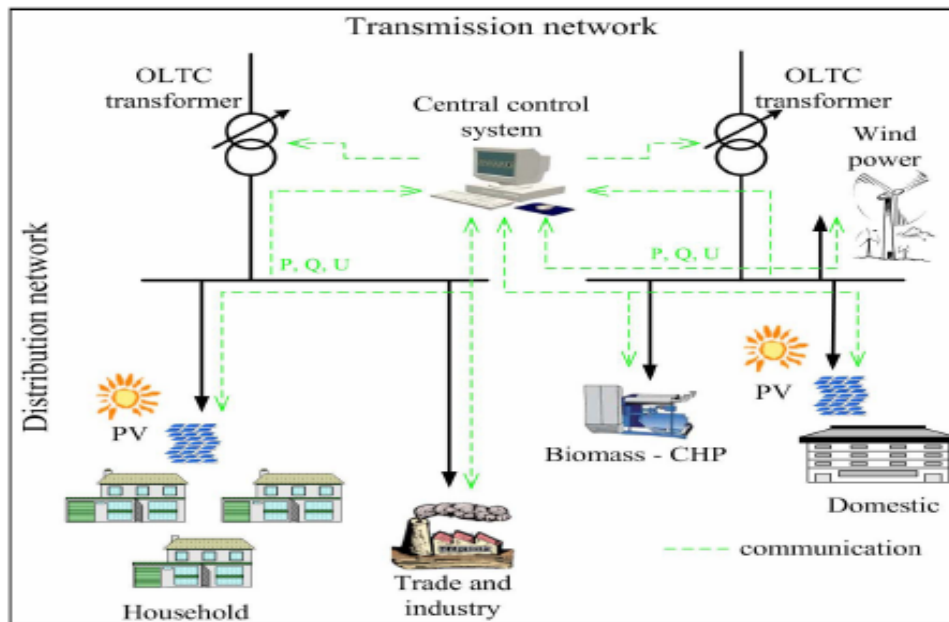 Transmission network
OLTC
transformer
Central control
system
OLTC
transformer
Wind
power
P, Q, U
P, Q, U
Distribution network
PV
PV
Biomass - CHP
Domestic
Household
Trade and
industry
communication